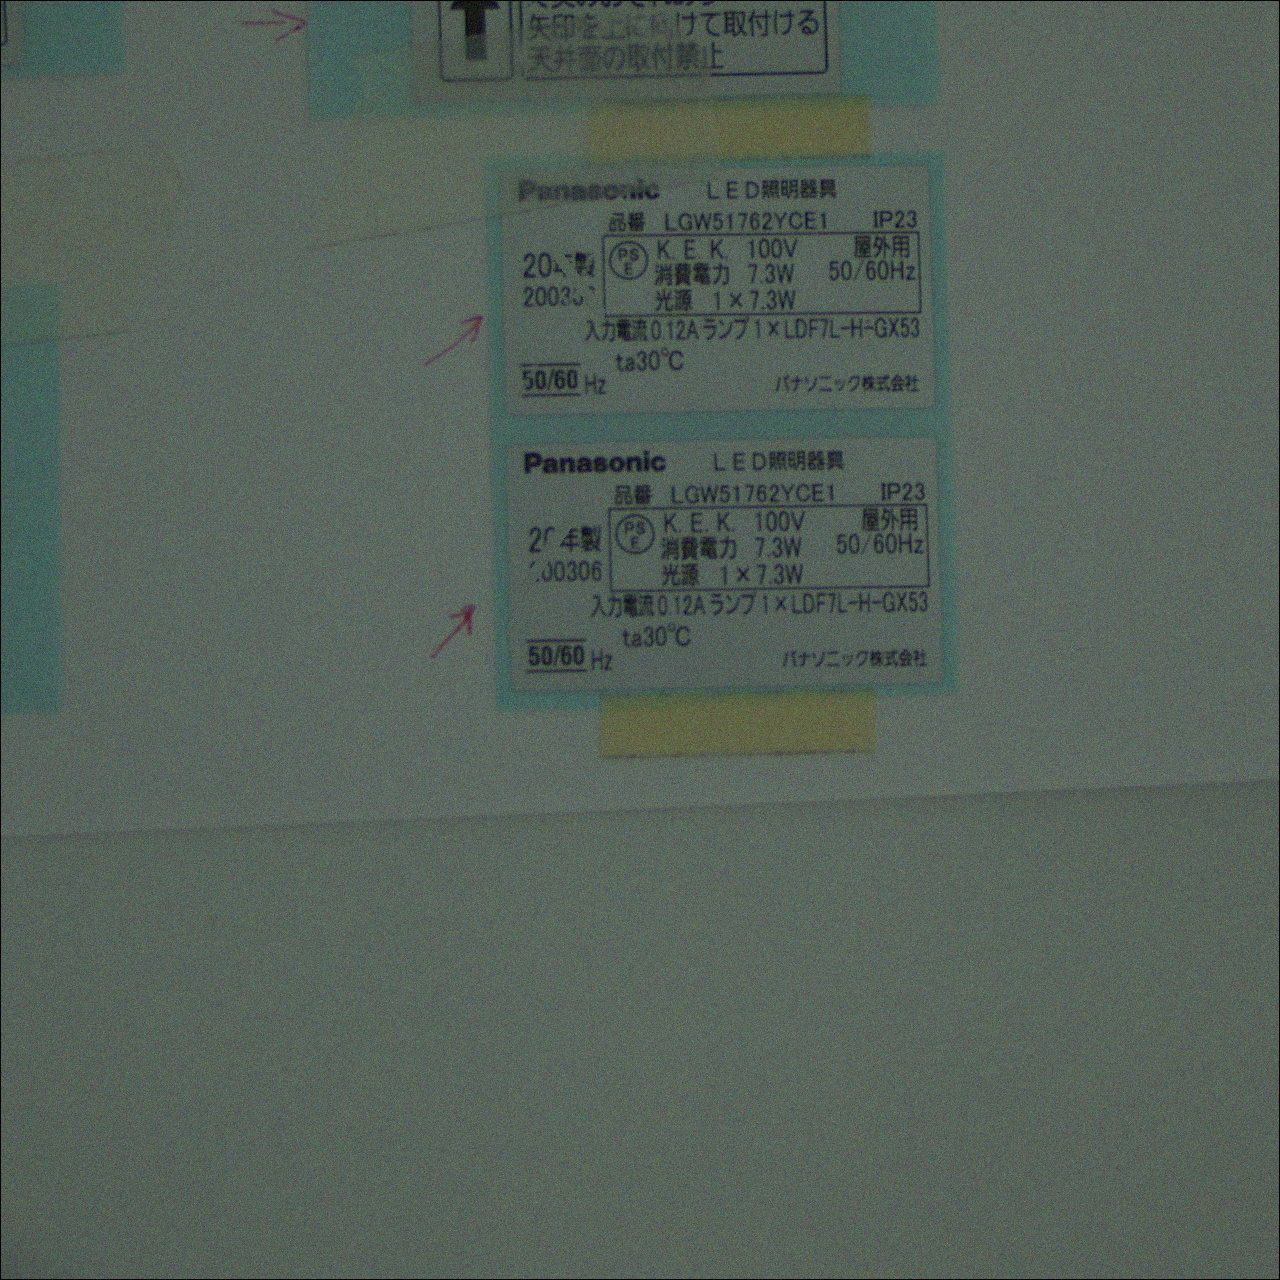 矢印を上に向けて取付ける
天井面の取付禁止
Panasonic LED照明器具
品番 LGW51762YCE1 IP23
PS E K.E.K. 100V 屋外用
消費電力 7.3W 50/60Hz
光源 1×7.3W
入力電流0.12A ランプ1×LDF7L-H-GX53
ta30℃
50/60 Hz パナソニック株式会社
Panasonic LED照明器具
品番 LGW51762YCE1 IP23
PS E K.E.K. 100V 屋外用
年製 消費電力 7.3W 50/60Hz
光源 1×7.3W
入力電流0.12A ランプ1×LDF7L-H-GX53
ta30℃
50/60 Hz パナソニック株式会社